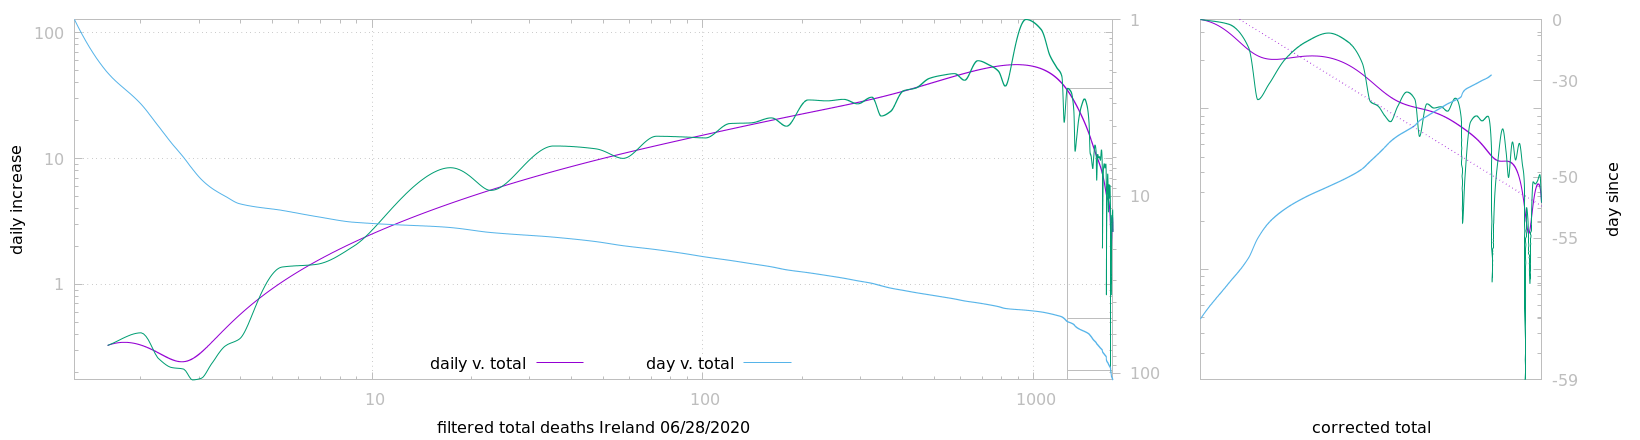 daily increase
100
10
1
10
100
1000
filtered total deaths Ireland 06/28/2020
daily v. total
day v. total
1
10
100
0
-30
-50
-55
-59
day since
corrected total